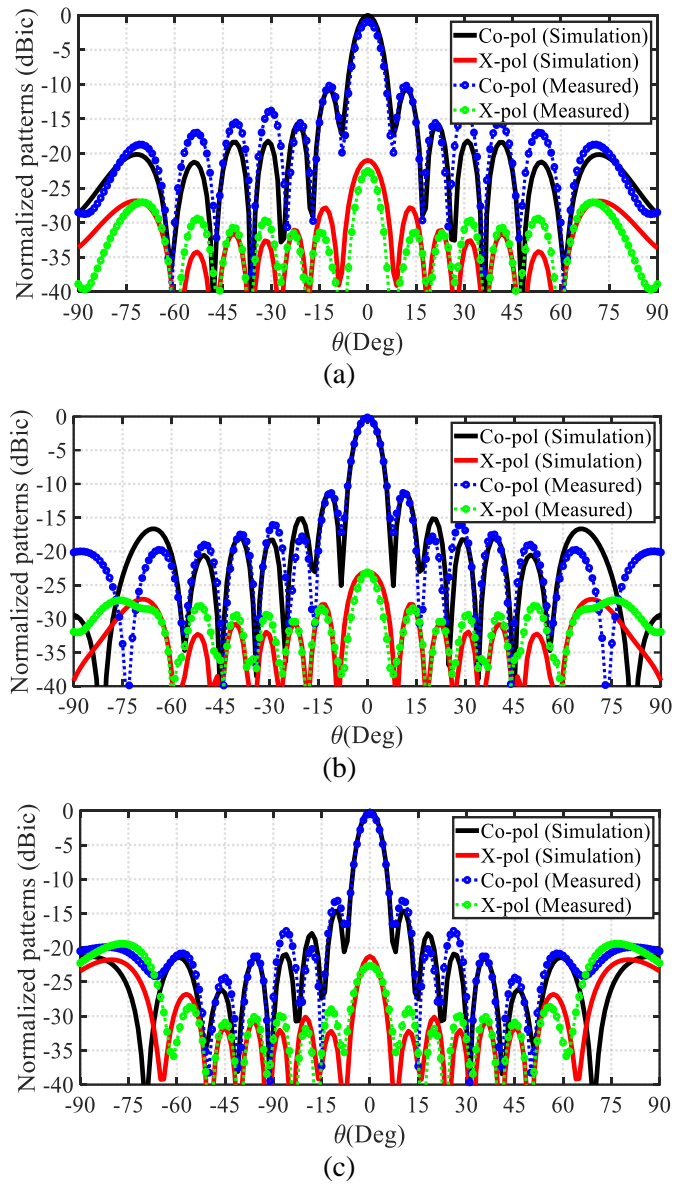 Normalized patterns (dBic)
0
-5
-10
-15
-20
-25
-30
-35
-40
Co-pol (Simulation)
X-pol (Simulation)
Co-pol (Measured)
X-pol (Measured)
-90 -75 -60 -45 -30 -15 0 15 30 45 60 75 90
θ(Deg)
(a)
Normalized patterns (dBic)
0
-5
-10
-15
-20
-25
-30
-35
-40
Co-pol (Simulation)
X-pol (Simulation)
Co-pol (Measured)
X-pol (Measured)
-90 -75 -60 -45 -30 -15 0 15 30 45 60 75 90
θ(Deg)
(b)
Normalized patterns (dBic)
0
-5
-10
-15
-20
-25
-30
-35
-40
Co-pol (Simulation)
X-pol (Simulation)
Co-pol (Measured)
X-pol (Measured)
-90 -75 -60 -45 -30 -15 0 15 30 45 60 75 90
θ(Deg)
(c)